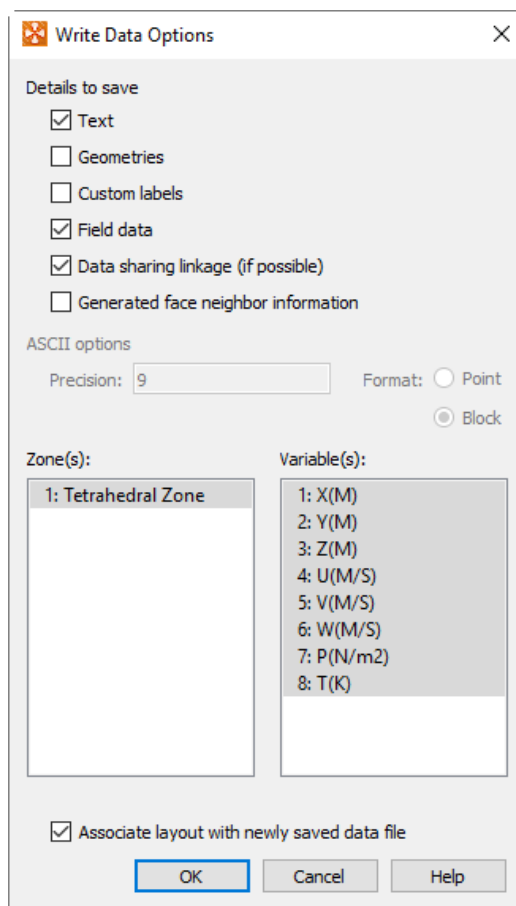 Write Data Options
Details to save
Text
Geometries
Custom labels
Field data
Data sharing linkage (if possible)
Generated face neighbor information
ASCII options
Precision: 9 Format: Point
Block
Zone(s): Variable(s):
1: Tetrahedral Zone 1: X(M)
2: Y(M)
3: Z(M)
4: U(M/S)
5: V(M/S)
6: W(M/S)
7: P(N/m2)
8: T(K)
Associate layout with newly saved data file
OK Cancel Help